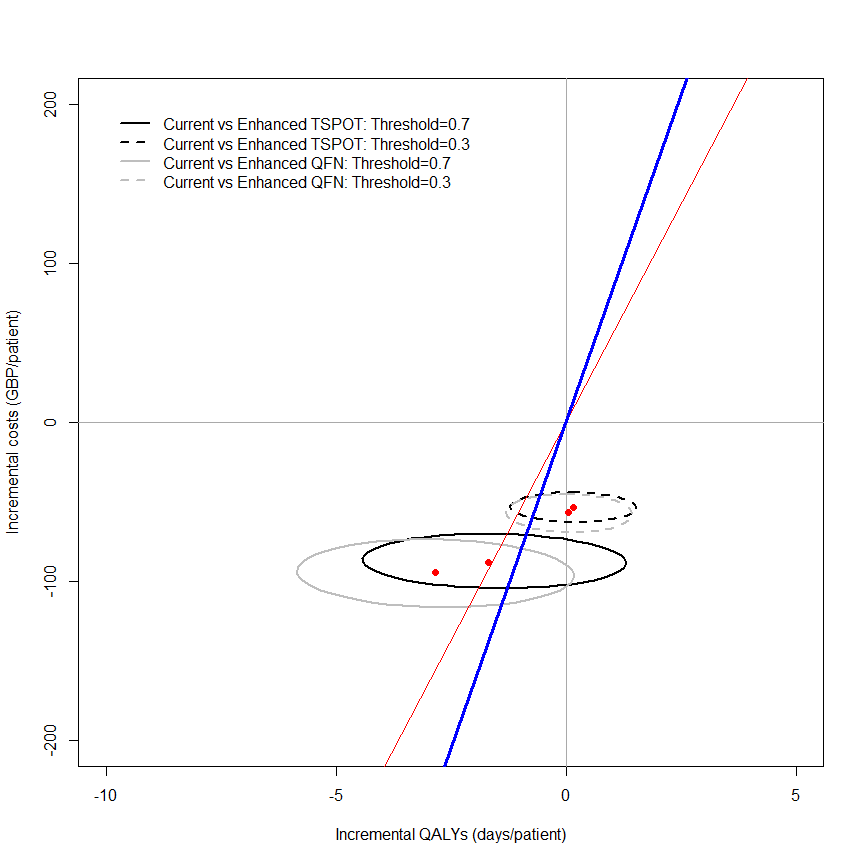 Current vs Enhanced TSPOT: Threshold=0.7
Current vs Enhanced TSPOT: Threshold=0.3
Current vs Enhanced QFN: Threshold=0.7
Current vs Enhanced QFN: Threshold=0.3
200
100
0
-100
-200
Incremental costs (GBP/patient)
-10
-5
0
5
Incremental QALYs (days/patient)